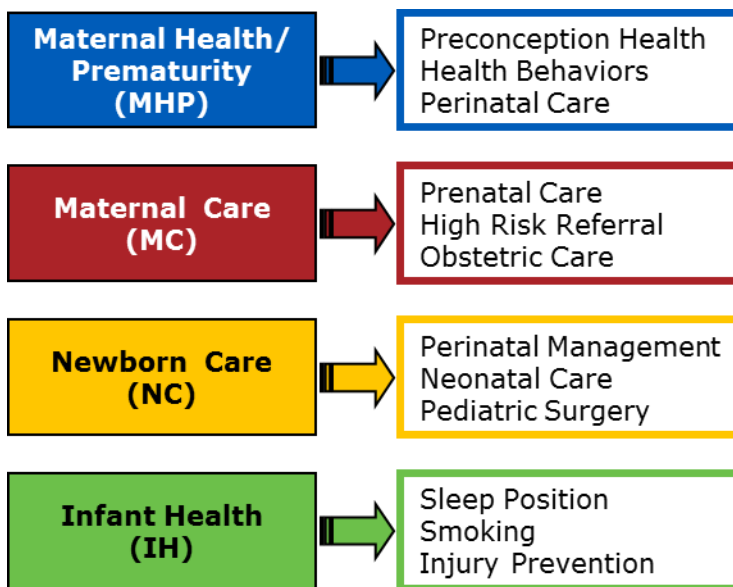 Maternal Health/
Prematurity
(MHP)
Preconception Health
Health Behaviors
Perinatal Care
Maternal Care
(MC)
Prenatal Care
High Risk Referral
Obstetric Care
Newborn Care
(NC)
Perinatal Management
Neonatal Care
Pediatric Surgery
Infant Health
(IH)
Sleep Position
Smoking
Injury Prevention